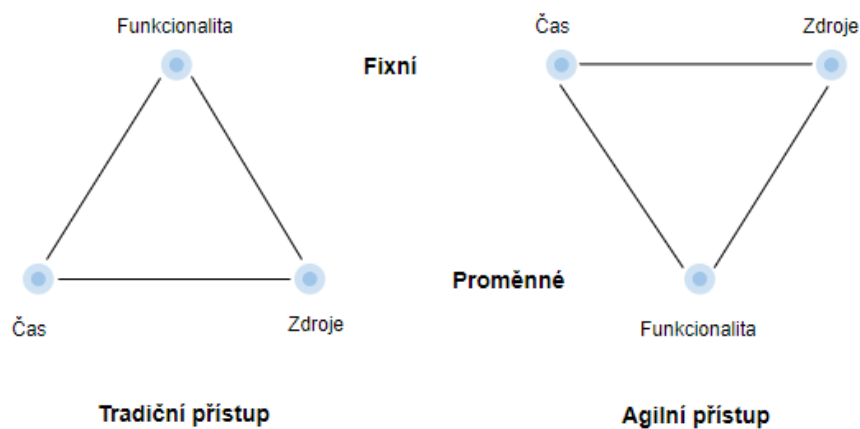 Funkcionalita
Čas
Zdroje
Fixní
Proměnné
Čas
Zdroje
Funkcionalita
Tradiční přístup
Agilní přístup